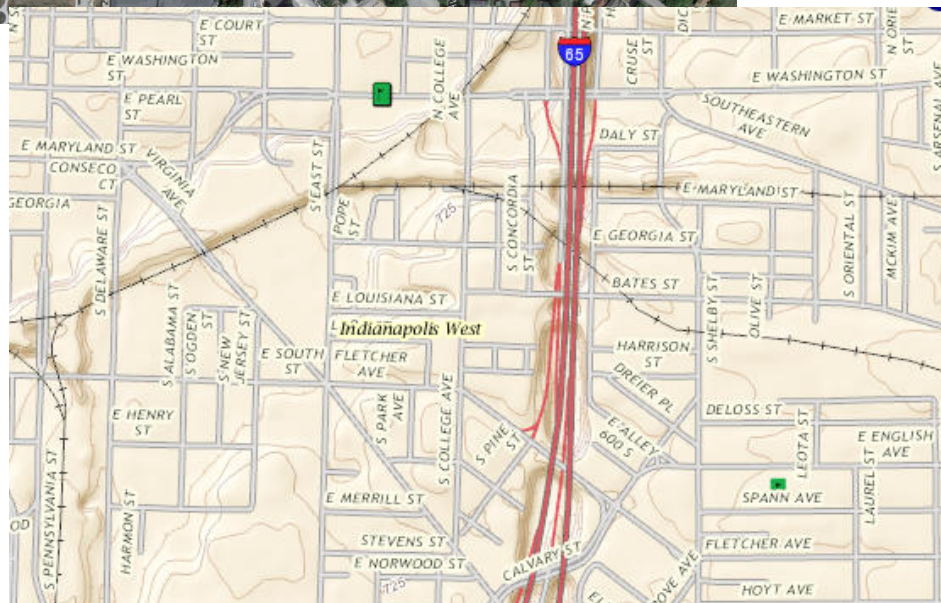 E COURT
ST
E MARKET ST
N COLLEGE
AVE
65
CRUSE
ST
E WASHINGTON
ST
E WASHINGTON ST
E PEARL
ST
SOUTHEASTERN
AVE
S ARSENAL AVE
DALY ST
E MARYLAND ST
CONSECO
CT
VIRGINIA
AVE
S EAST ST
E MARYLAND ST
GEORGIA
S DELAWARE ST
POPE
ST
725
S CONCORDIA
ST
E GEORGIA ST
S ORIENTAL ST
MCKIM AVE
BATES ST
S SHELBY ST
OLIVE ST
E LOUISIANA ST
S ALABAMA ST
S OGDEN
ST
S NEW
JERSEY ST
Indianapolis West
E SOUTH
ST
FLETCHER
AVE
HARRISON
ST
DREIER PL
S PARK
AVE
S COLLEGE AVE
E HENRY
ST
DELOSS ST
S PINE
ST
E ALLEY
600 S
LEOTA ST
E ENGLISH
AVE
S PENNSYLVANIA ST
HARMON ST
E MERRILL ST
SPANN AVE
LAUREL ST
STEVENS ST
FLETCHER AVE
E NORWOOD ST
CALVARY ST
725
HOYT AVE